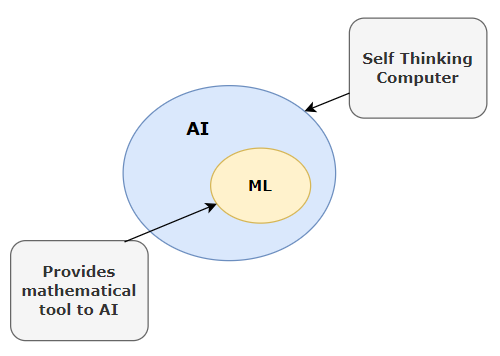 Self Thinking
Computer
AI
ML
Provides
mathematical
tool to AI